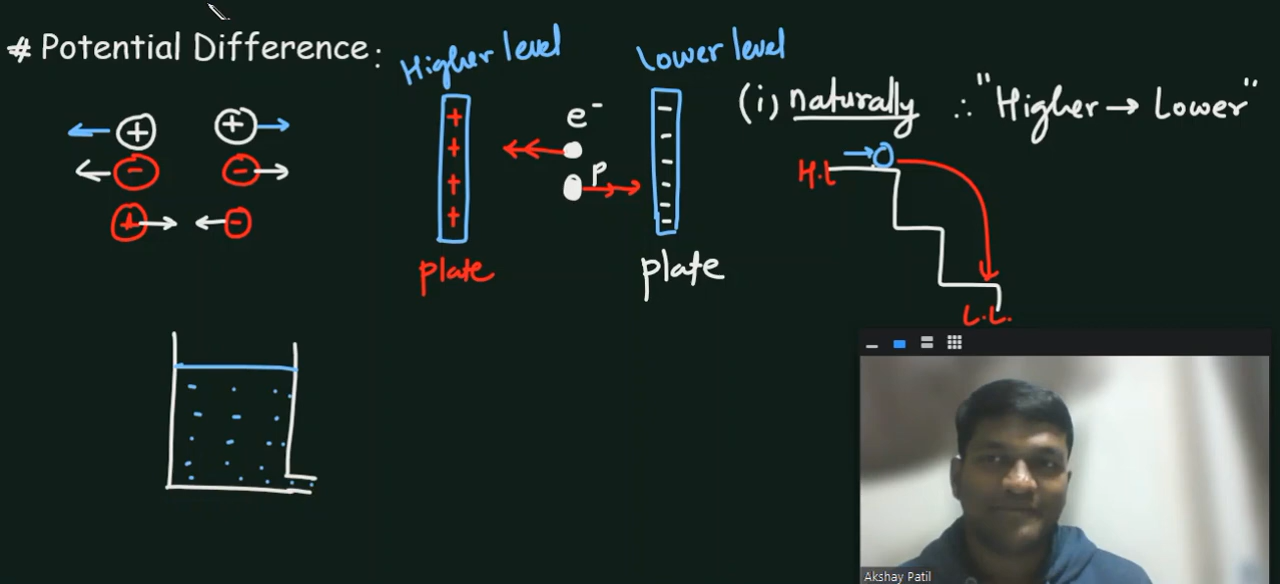 # Potential Difference:
Higher level
Lower level
(i) naturally ∴ "Higher → Lower"
+ +
- -
+ -
+
+
+
+
-
-
-
-
-
-
e⁻
P
plate
plate
H.L
L.L.
Akshay Patil